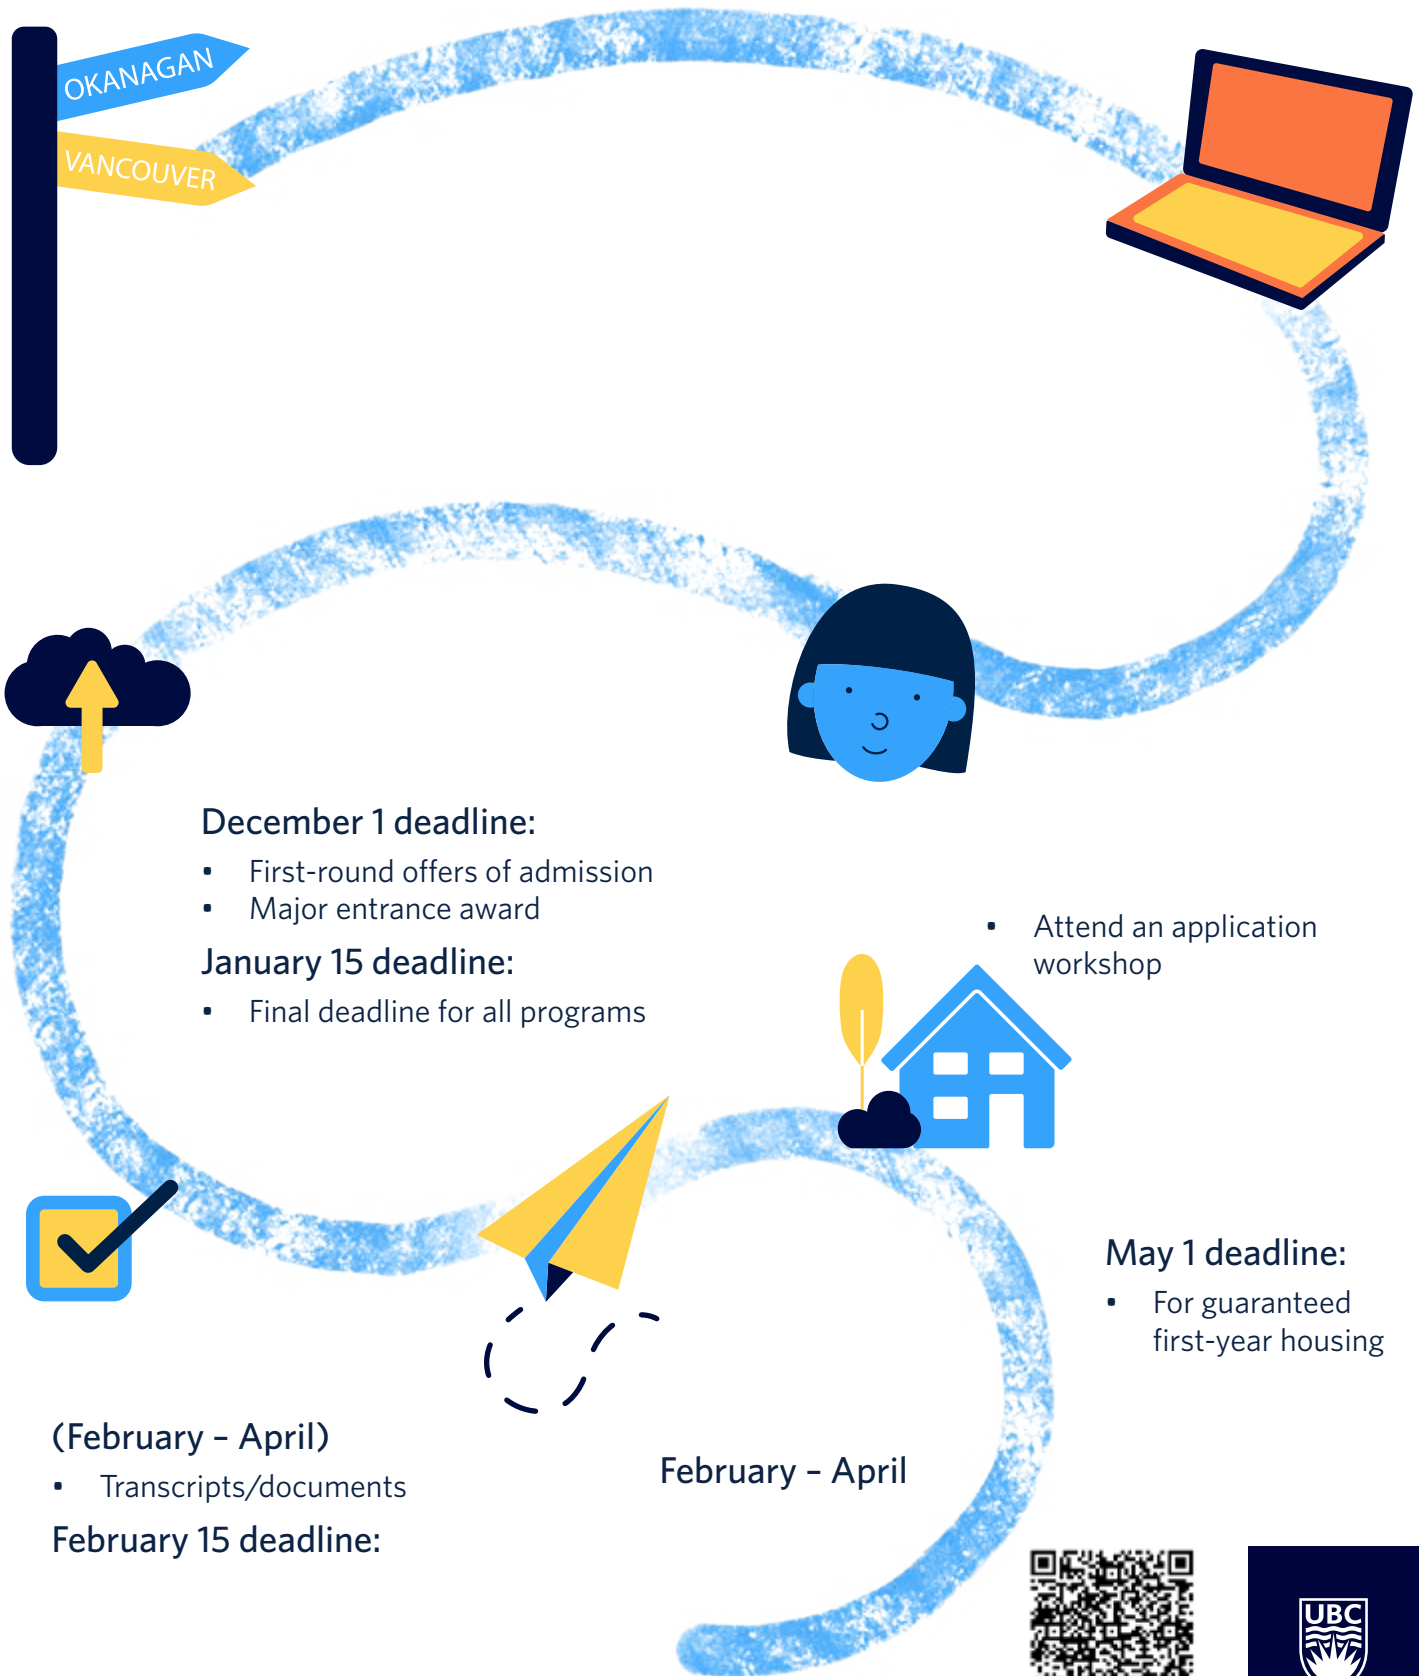 OKANAGAN
VANCOUVER
December 1 deadline:
• First-round offers of admission
• Major entrance award
January 15 deadline:
• Final deadline for all programs
• Attend an application
workshop
May 1 deadline:
• For guaranteed
first-year housing
(February – April)
• Transcripts/documents
February 15 deadline:
February – April
UBC